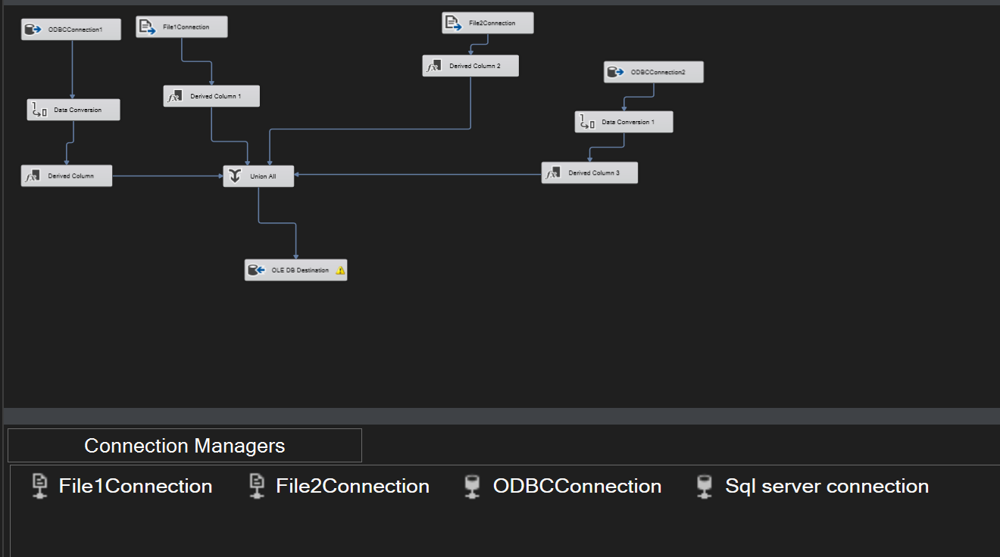 ODBCConnection1
File1Connection
File2Connection
Derived Column 2
ODBCConnection2
Derived Column 1
Data Conversion
Data Conversion 1
Derived Column
Union All
Derived Column 3
OLE DB Destination
Connection Managers
File1Connection
File2Connection
ODBCConnection
Sql server connection